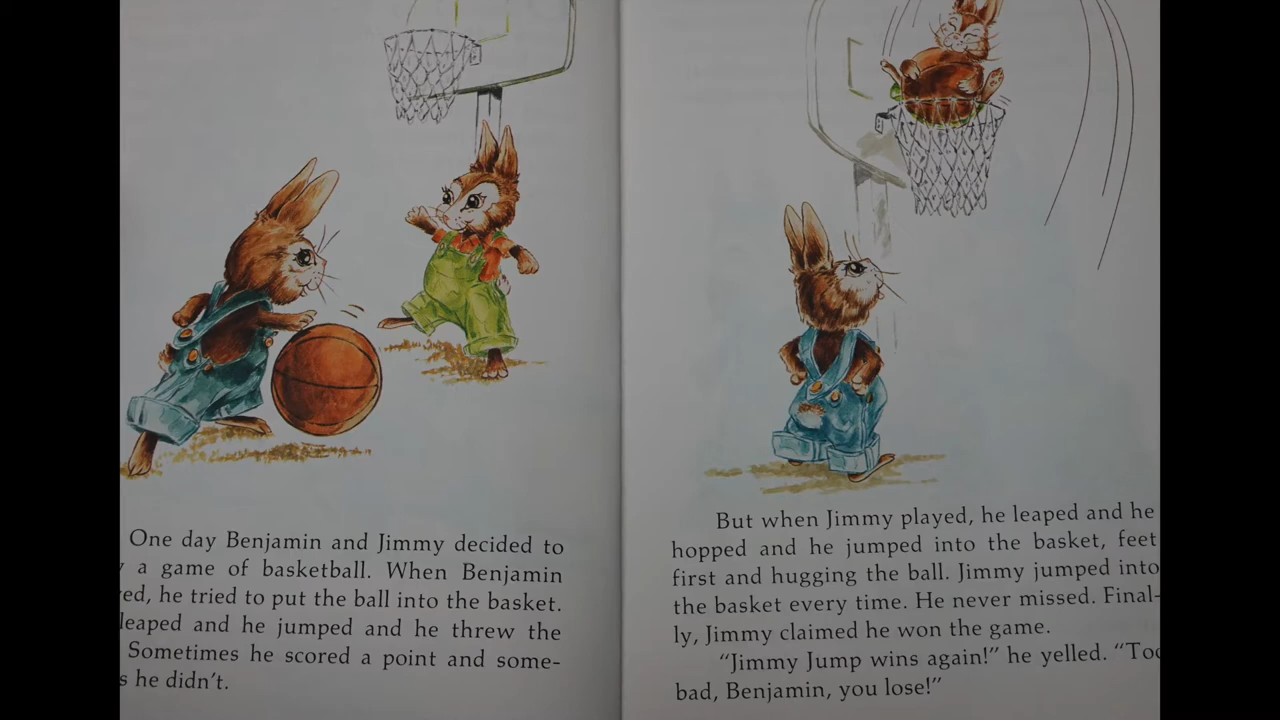 One day Benjamin and Jimmy decided to
a game of basketball. When Benjamin
he tried to put the ball into the basket.
leaped and he jumped and he threw the
Sometimes he scored a point and some-
he didn't.
But when Jimmy played, he leaped and he
hopped and he jumped into the basket, feet
first and hugging the ball. Jimmy jumped into
the basket every time. He never missed. Final-
ly, Jimmy claimed he won the game.
"Jimmy Jump wins again!" he yelled. "Too
bad, Benjamin, you lose!"